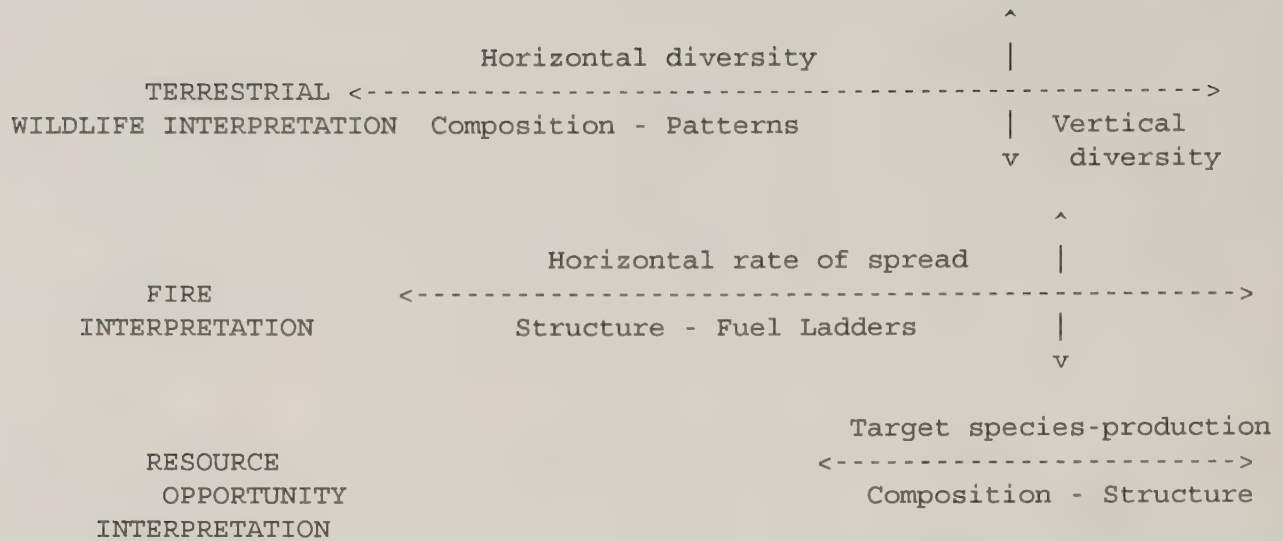 ^
Horizontal diversity |
TERRESTRIAL <-------------------------------------------------->
WILDLIFE INTERPRETATION Composition - Patterns | Vertical
v diversity
^
Horizontal rate of spread |
FIRE <------------------------------------------------->
INTERPRETATION Structure - Fuel Ladders |
v
Target species-production
RESOURCE <------------------------>
OPPORTUNITY Composition - Structure
INTERPRETATION